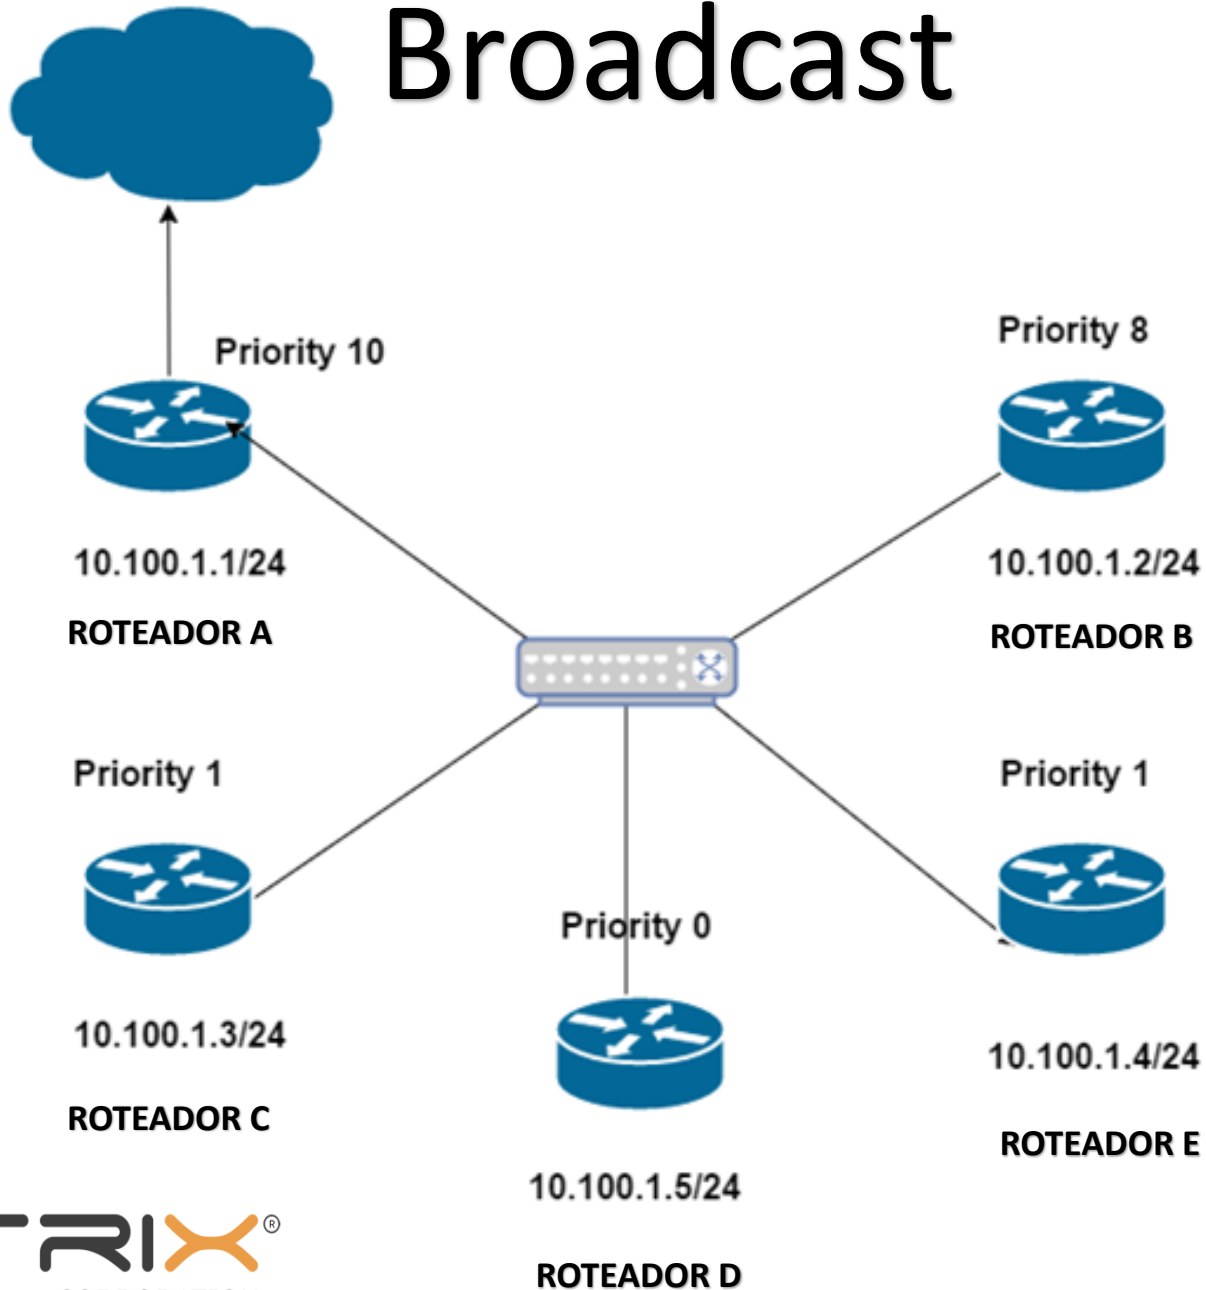 Broadcast
Priority 10
Priority 8
10.100.1.1/24
10.100.1.2/24
ROTEADOR A
ROTEADOR B
Priority 1
Priority 1
Priority 0
10.100.1.3/24
10.100.1.4/24
ROTEADOR C
ROTEADOR E
10.100.1.5/24
TRIX®
ROTEADOR D